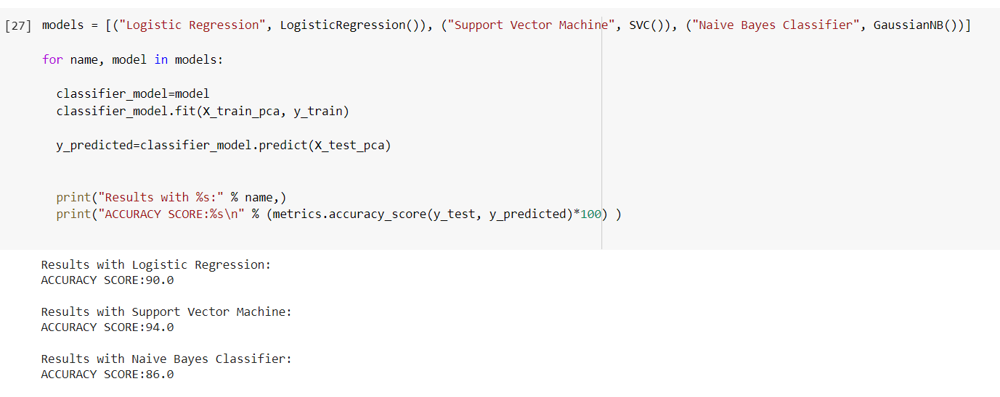 [27] models = [("Logistic Regression", LogisticRegression()), ("Support Vector Machine", SVC()), ("Naive Bayes Classifier", GaussianNB())]
for name, model in models:
classifier_model=model
classifier_model.fit(X_train_pca, y_train)
y_predicted=classifier_model.predict(X_test_pca)
print("Results with %s:" % name,)
print("ACCURACY SCORE:%s\n" % (metrics.accuracy_score(y_test, y_predicted)*100) )
Results with Logistic Regression:
ACCURACY SCORE:90.0
Results with Support Vector Machine:
ACCURACY SCORE:94.0
Results with Naive Bayes Classifier:
ACCURACY SCORE:86.0